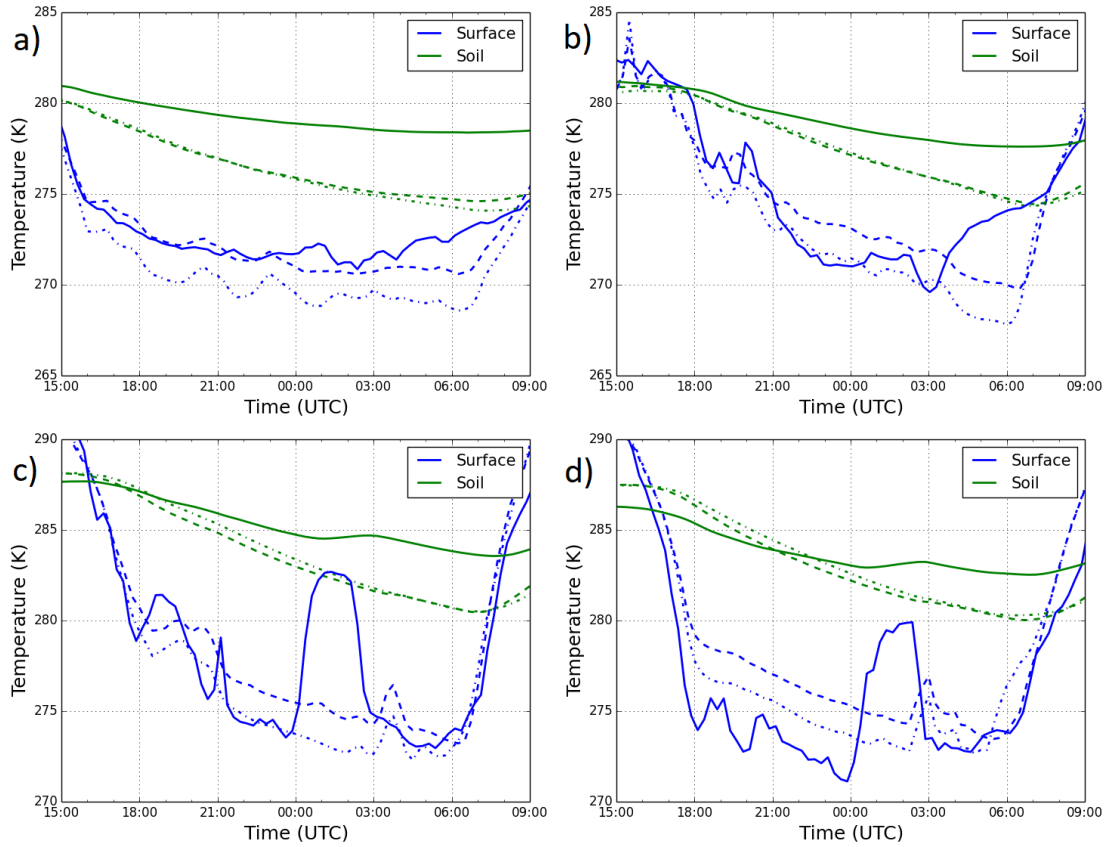 a)
285
280
275
270
265
Temperature (K)
Surface
Soil
15:00 18:00 21:00 00:00 03:00 06:00 09:00
Time (UTC)
b)
285
280
275
270
265
Temperature (K)
Surface
Soil
15:00 18:00 21:00 00:00 03:00 06:00 09:00
Time (UTC)
c)
290
285
280
275
270
Temperature (K)
Surface
Soil
15:00 18:00 21:00 00:00 03:00 06:00 09:00
Time (UTC)
d)
290
285
280
275
270
Temperature (K)
Surface
Soil
15:00 18:00 21:00 00:00 03:00 06:00 09:00
Time (UTC)